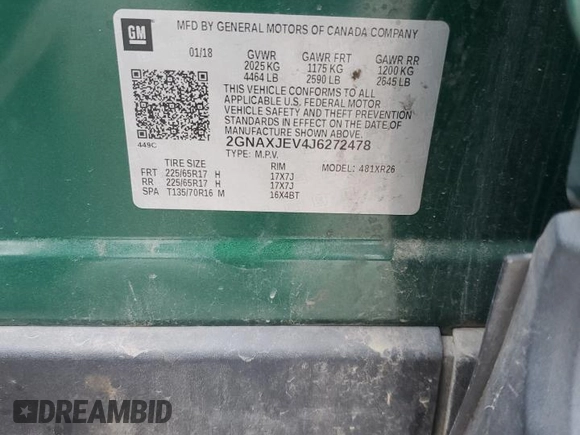 GM
MFD BY GENERAL MOTORS OF CANADA COMPANY
01/18 GVWR GAWR FRT GAWR RR
2025 KG 1175 KG 1200 KG
4464 LB 2590 LB 2645 LB
THIS VEHICLE CONFORMS TO ALL
APPLICABLE U.S. FEDERAL MOTOR
VEHICLE SAFETY AND THEFT PREVENTION
STANDARDS IN EFFECT ON THE DATE OF
MANUFACTURE SHOWN ABOVE.
449C
2GNAXJEV4J6272478
TYPE: M.P.V.
TIRE SIZE RIM MODEL: 481XR26
FRT 225/65R17 H 17X7J
RR 225/65R17 H 17X7J
SPA T135/70R16 M 16X4BT
DREAMBID